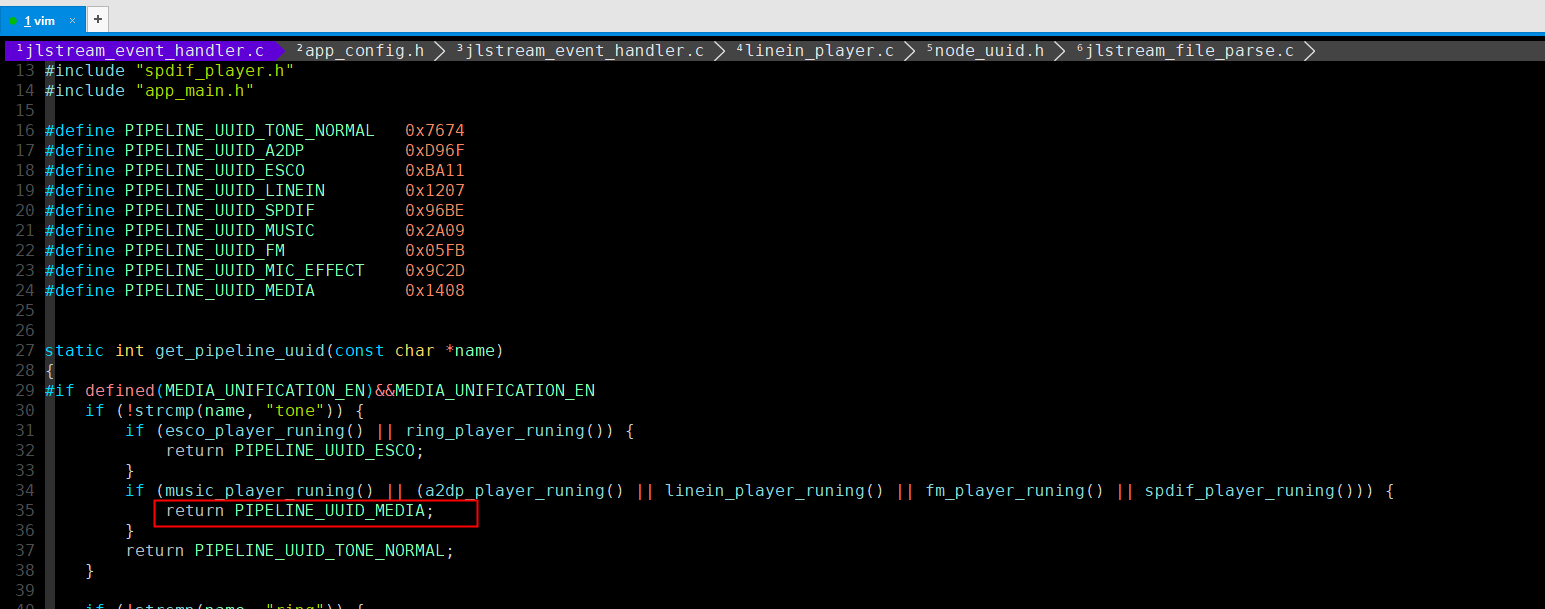 1 vim × +
1jlstream_event_handler.c 2app_config.h 3jlstream_event_handler.c 4linein_player.c 5node_uuid.h 6jlstream_file_parse.c
13 #include "spdif_player.h"
14 #include "app_main.h"
15
16 #define PIPELINE_UUID_TONE_NORMAL   0x7674
17 #define PIPELINE_UUID_A2DP          0xD96F
18 #define PIPELINE_UUID_ESCO          0xBA11
19 #define PIPELINE_UUID_LINEIN        0x1207
20 #define PIPELINE_UUID_SPDIF         0x96BE
21 #define PIPELINE_UUID_MUSIC         0x2A09
22 #define PIPELINE_UUID_FM            0x05FB
23 #define PIPELINE_UUID_MIC_EFFECT    0x9C2D
24 #define PIPELINE_UUID_MEDIA         0x1408
25
26
27 static int get_pipeline_uuid(const char *name)
28 {
29 #if defined(MEDIA_UNIFICATION_EN)&&MEDIA_UNIFICATION_EN
30     if (!strcmp(name, "tone")) {
31         if (esco_player_runing() || ring_player_runing()) {
32             return PIPELINE_UUID_ESCO;
33         }
34         if (music_player_runing() || (a2dp_player_runing() || linein_player_runing() || fm_player_runing() || spdif_player_runing())) {
35             return PIPELINE_UUID_MEDIA;
36         }
37         return PIPELINE_UUID_TONE_NORMAL;
38     }
39
40     if (!strcmp(name, "ring")) {